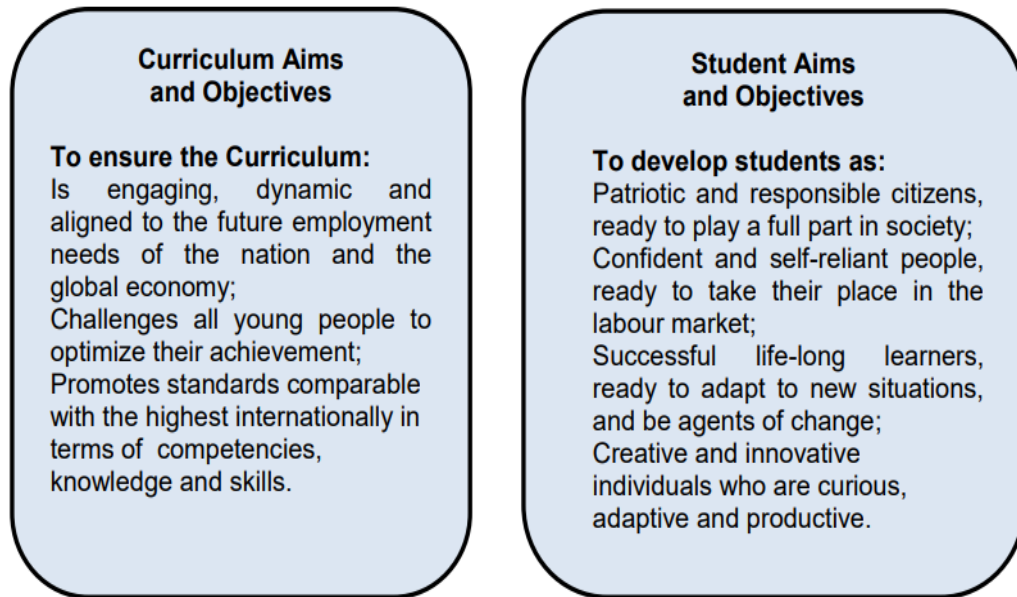 Curriculum Aims
and Objectives
To ensure the Curriculum:
Is engaging, dynamic and
aligned to the future employment
needs of the nation and the
global economy;
Challenges all young people to
optimize their achievement;
Promotes standards comparable
with the highest internationally in
terms of competencies,
knowledge and skills.
Student Aims
and Objectives
To develop students as:
Patriotic and responsible citizens,
ready to play a full part in society;
Confident and self-reliant people,
ready to take their place in the
labour market;
Successful life-long learners,
ready to adapt to new situations,
and be agents of change;
Creative and innovative
individuals who are curious,
adaptive and productive.